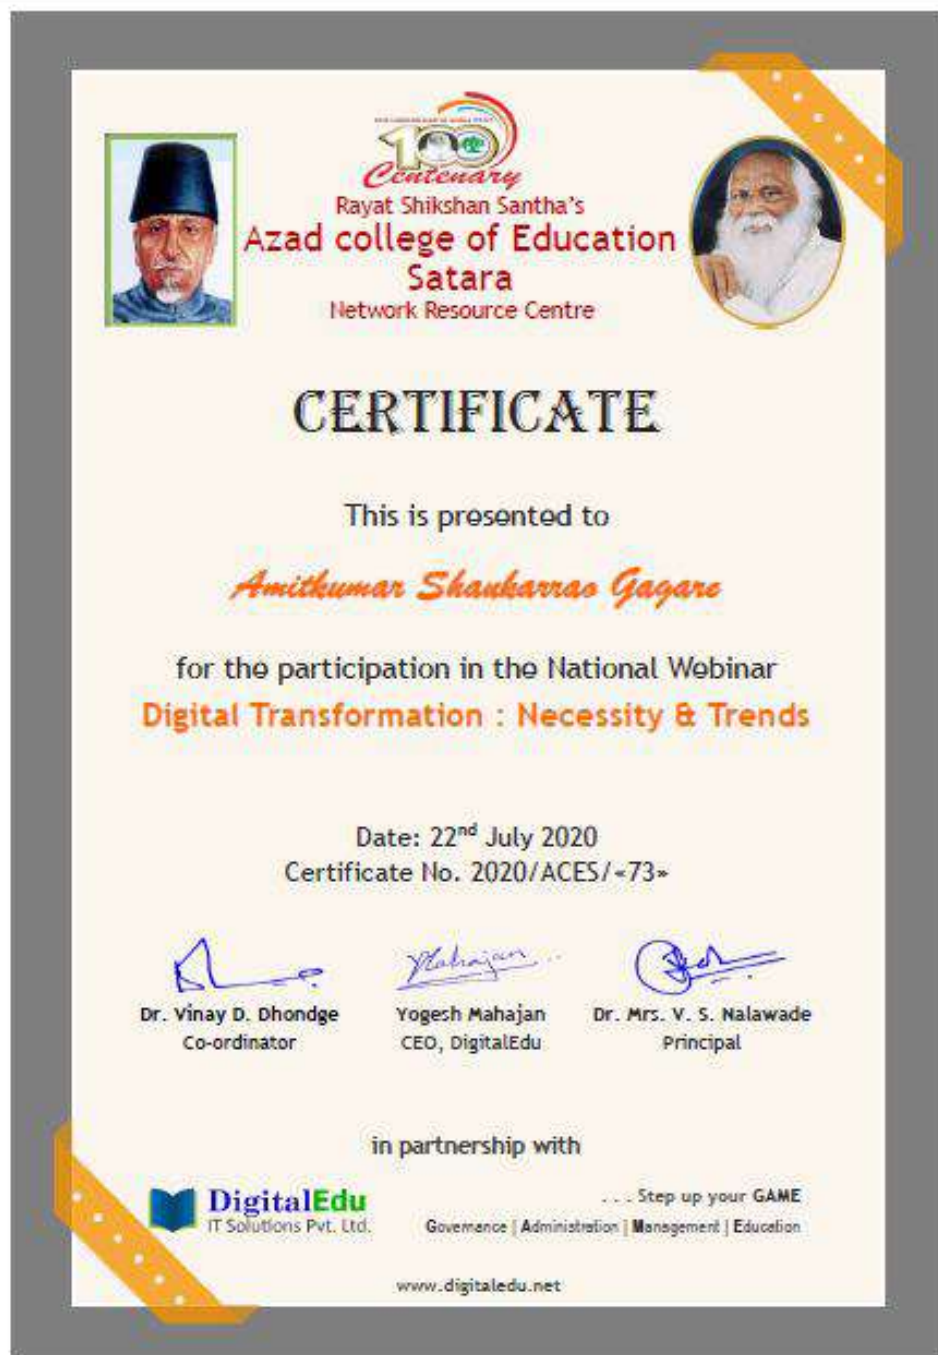 100
Centenary
Rayat Shikshan Santha's
Azad college of Education
Satara
Network Resource Centre
CERTIFICATE
This is presented to
Amitkumar Shankarrao Gagare
for the participation in the National Webinar
Digital Transformation : Necessity & Trends
Date: 22nd July 2020
Certificate No. 2020/ACES/«73»
Mahajan
Dr. Vinay D. Dhondge Yogesh Mahajan Dr. Mrs. V. S. Nalawade
Co-ordinator CEO, DigitalEdu Principal
in partnership with
DigitalEdu
IT Solutions Pvt. Ltd.
. . . Step up your GAME
Governance | Administration | Management | Education
www.digitaledu.net